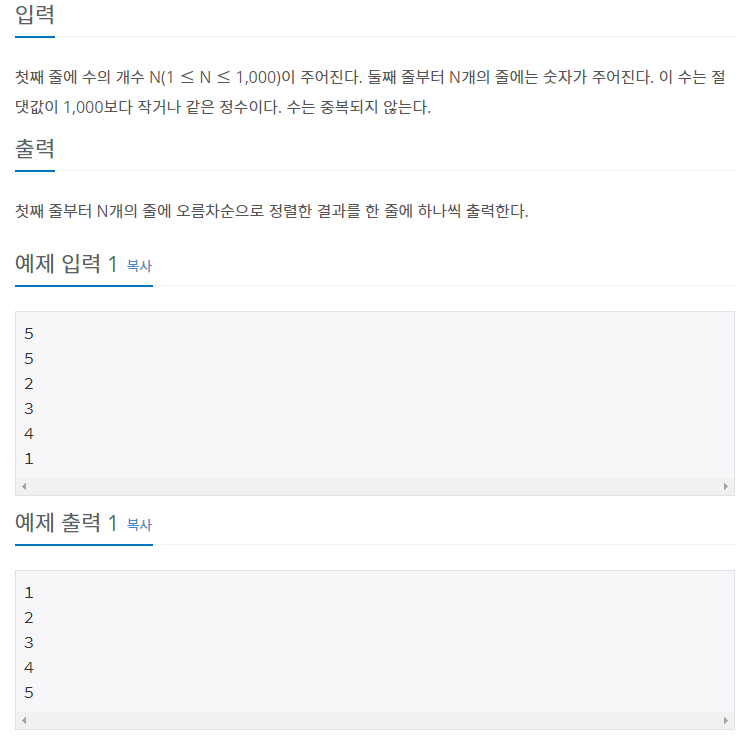 입력
첫째 줄에 수의 개수 N(1 ≤ N ≤ 1,000)이 주어진다. 둘째 줄부터 N개의 줄에는 숫자가 주어진다. 이 수는 절
댓값이 1,000보다 작거나 같은 정수이다. 수는 중복되지 않는다.
출력
첫째 줄부터 N개의 줄에 오름차순으로 정렬한 결과를 한 줄에 하나씩 출력한다.
예제 입력 1 복사
5
5
2
3
4
1
예제 출력 1 복사
1
2
3
4
5